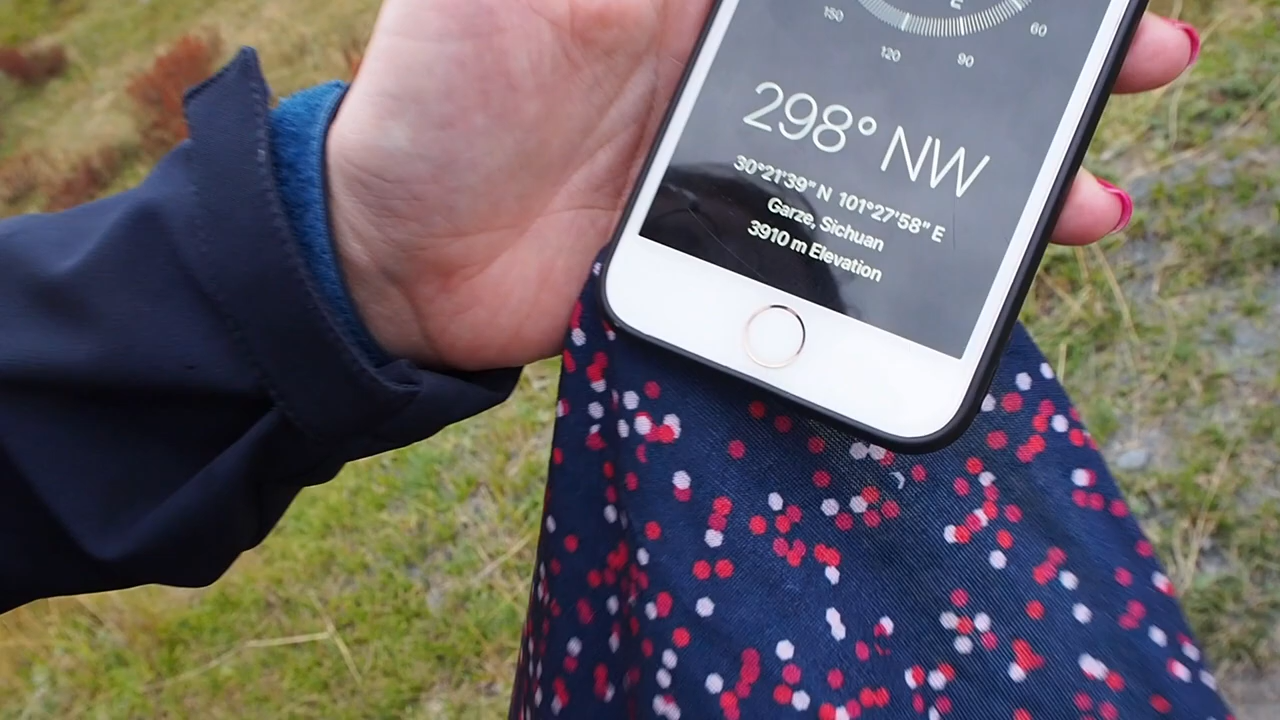 E
150
60
120
90
298° NW
30°21'39" N 101°27'58" E
Garze, Sichuan
3910 m Elevation